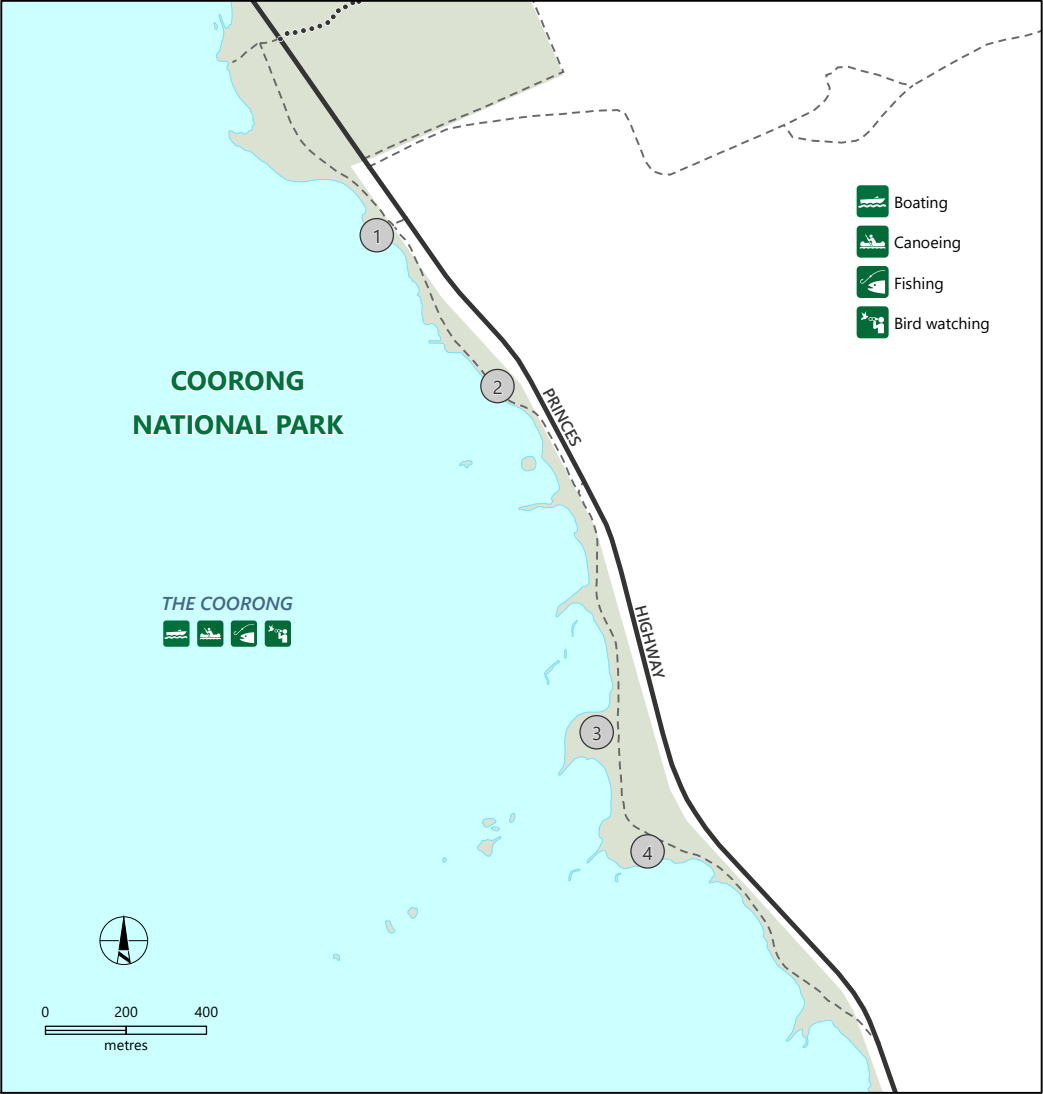 Boating
1
Canoeing
Fishing
Bird watching
COORONG
NATIONAL PARK
2
PRINCES
THE COORONG
HIGHWAY
3
4
0 200 400
metres